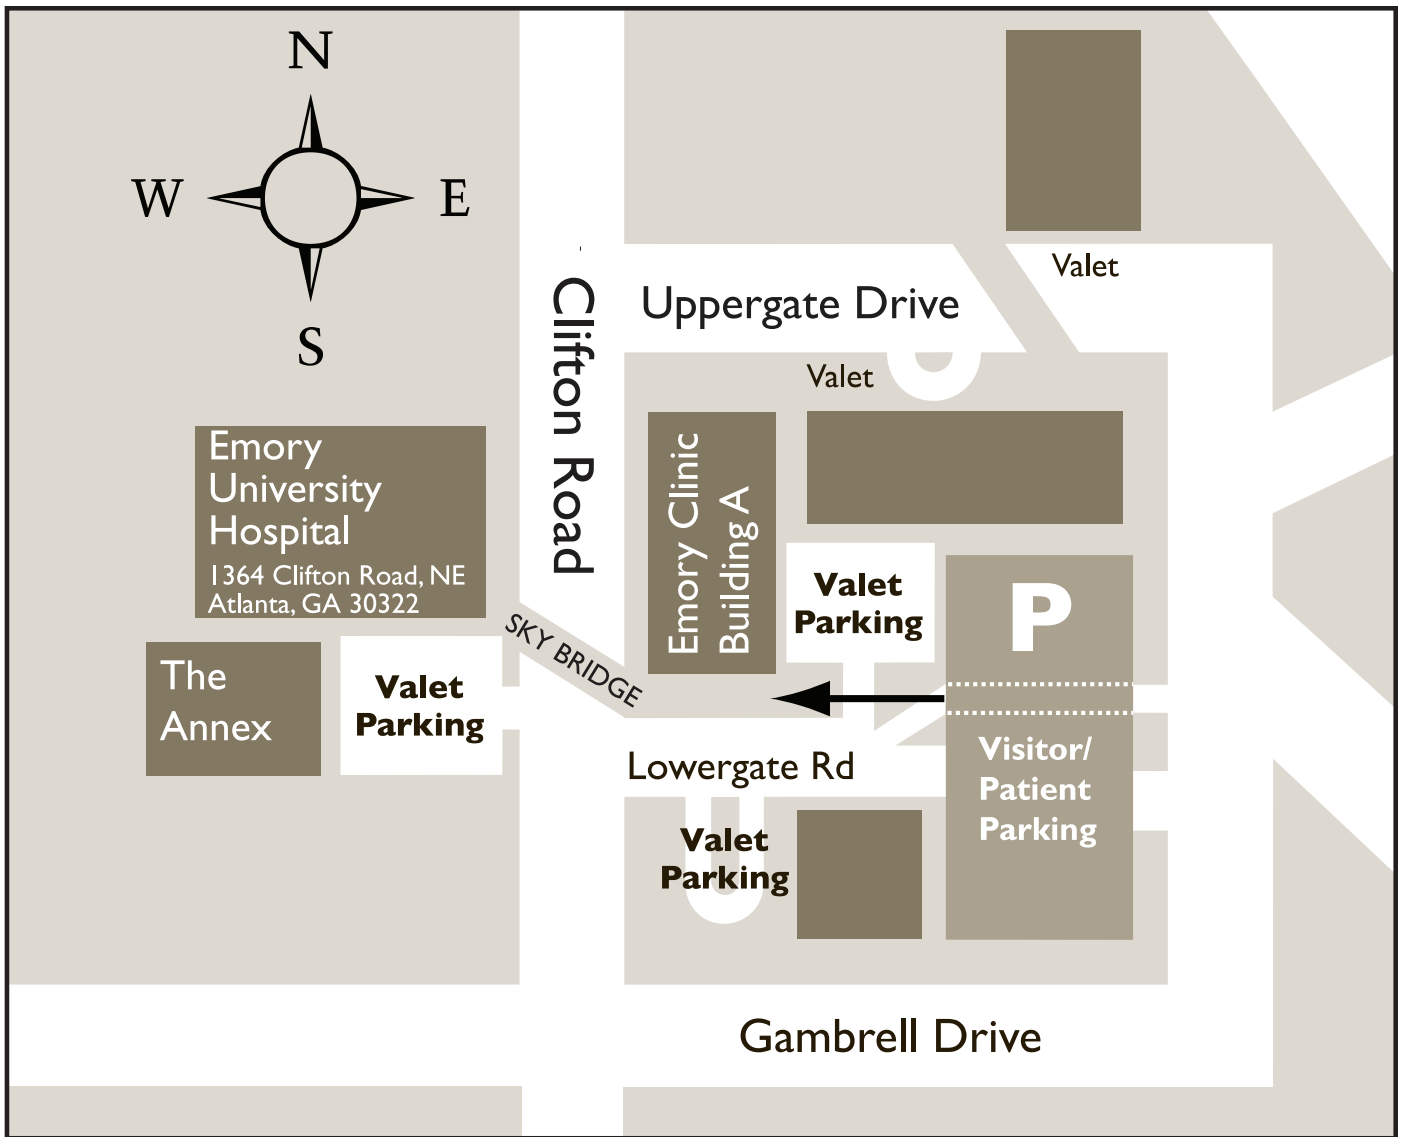 N
W
E
S
Valet
Uppergate Drive
Clifton Road
Valet
Emory
University
Hospital
1364 Clifton Road, NE
Atlanta, GA 30322
Emory Clinic
Building A
Valet
Parking
P
SKY BRIDGE
The
Annex
Valet
Parking
Visitor/
Patient
Parking
Lowergate Rd
Valet
Parking
Gambrell Drive